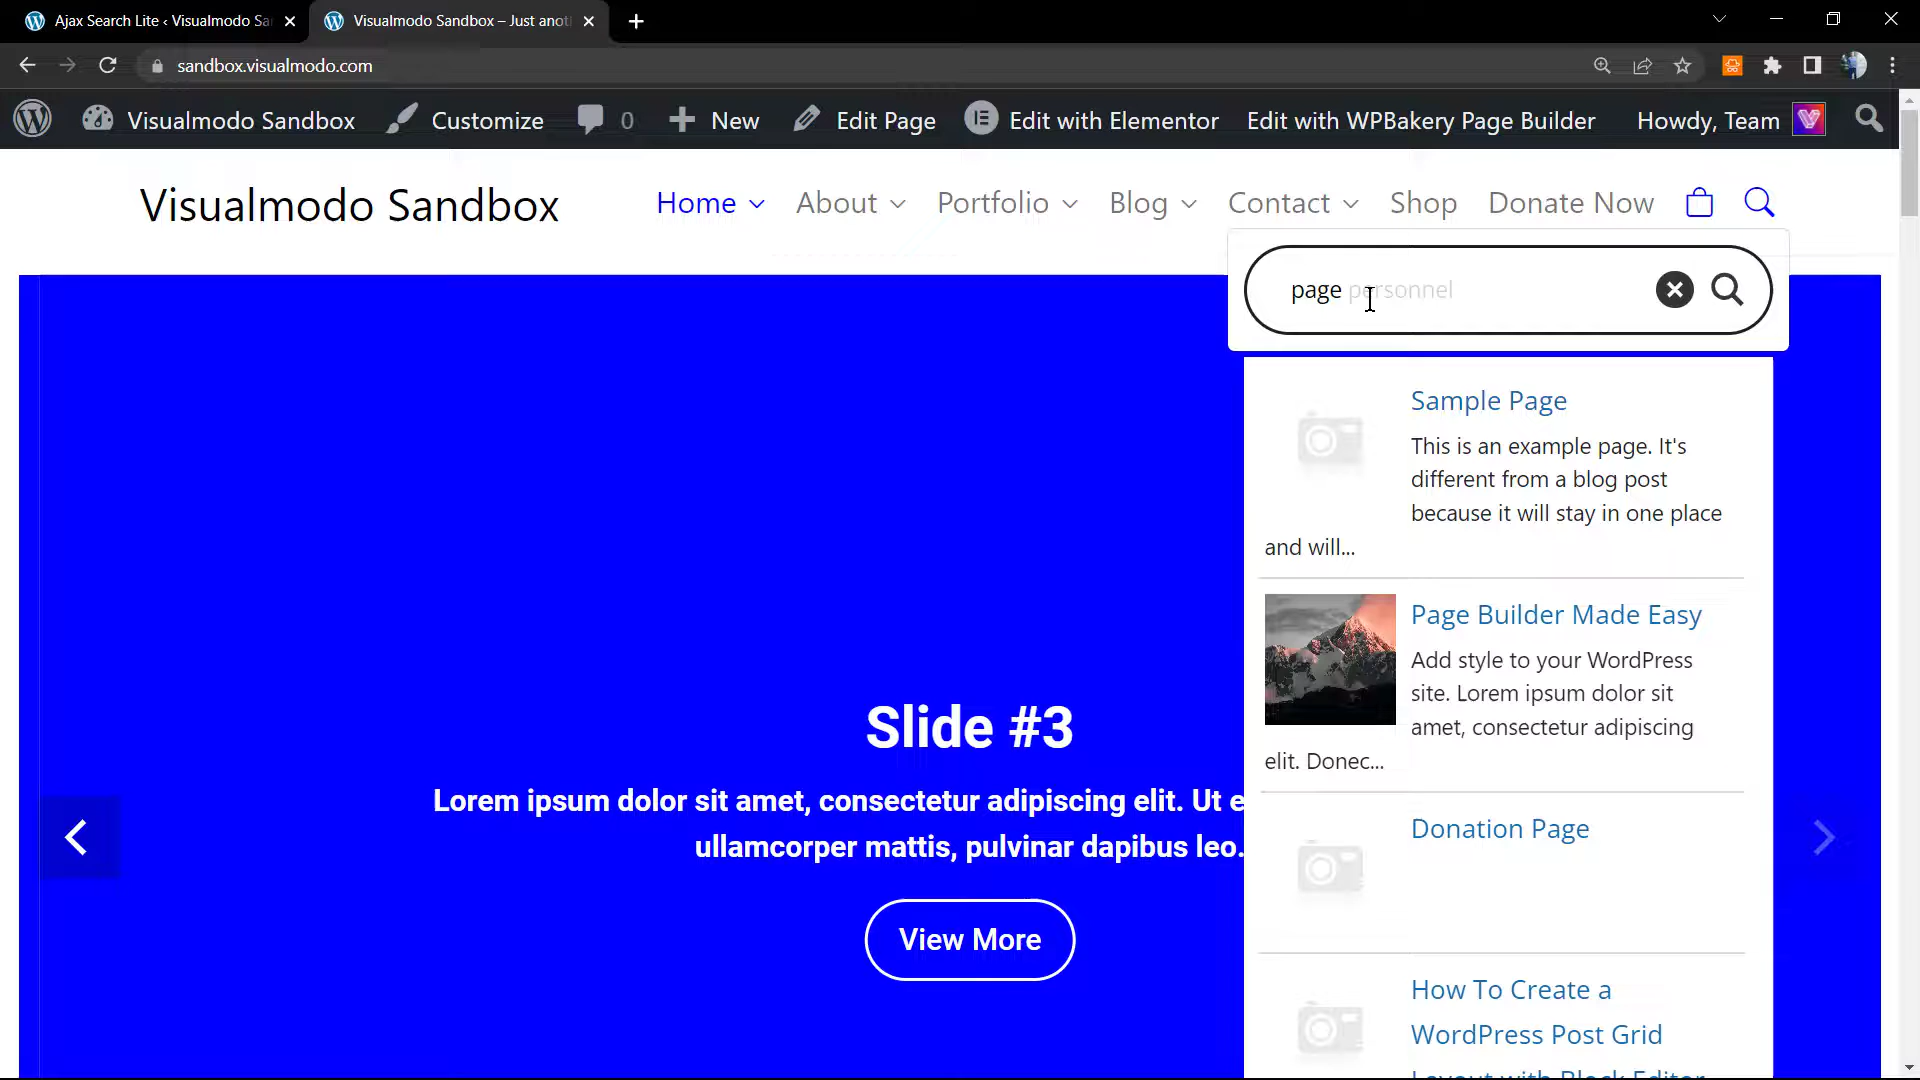 Ajax Search Lite ‹ Visualmodo Sa
Visualmodo Sandbox – Just anot
sandbox.visualmodo.com
Visualmodo Sandbox
Customize
0
New
Edit Page
Edit with Elementor
Edit with WPBakery Page Builder
Howdy, Team
Visualmodo Sandbox
Home
About
Portfolio
Blog
Contact
Shop
Donate Now
page personnel
Sample Page
This is an example page. It's
different from a blog post
because it will stay in one place
and will...
Page Builder Made Easy
Add style to your WordPress
site. Lorem ipsum dolor sit
amet, consectetur adipiscing
elit. Donec...
Donation Page
How To Create a
WordPress Post Grid
Layout with Block Editor
Slide #3
Lorem ipsum dolor sit amet, consectetur adipiscing elit. Ut e
ullamcorper mattis, pulvinar dapibus leo.
View More